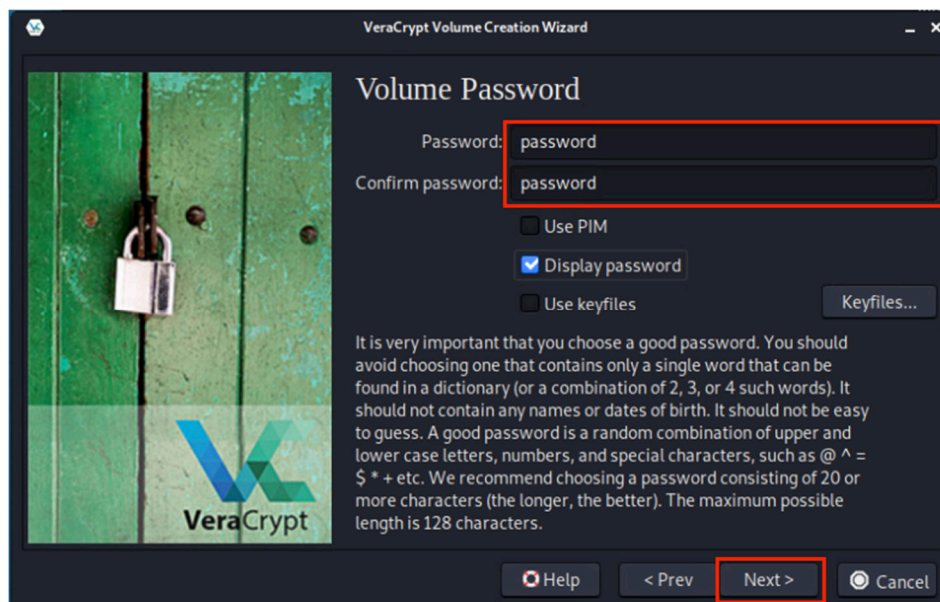 VeraCrypt Volume Creation Wizard
Volume Password
Password: password
Confirm password: password
Use PIM
Display password
Use keyfiles
Keyfiles...
It is very important that you choose a good password. You should
avoid choosing one that contains only a single word that can be
found in a dictionary (or a combination of 2, 3, or 4 such words). It
should not contain any names or dates of birth. It should not be easy
to guess. A good password is a random combination of upper and
lower case letters, numbers, and special characters, such as @ ^ =
$ * + etc. We recommend choosing a password consisting of 20 or
more characters (the longer, the better). The maximum possible
length is 128 characters.
VeraCrypt
Help
< Prev
Next >
Cancel